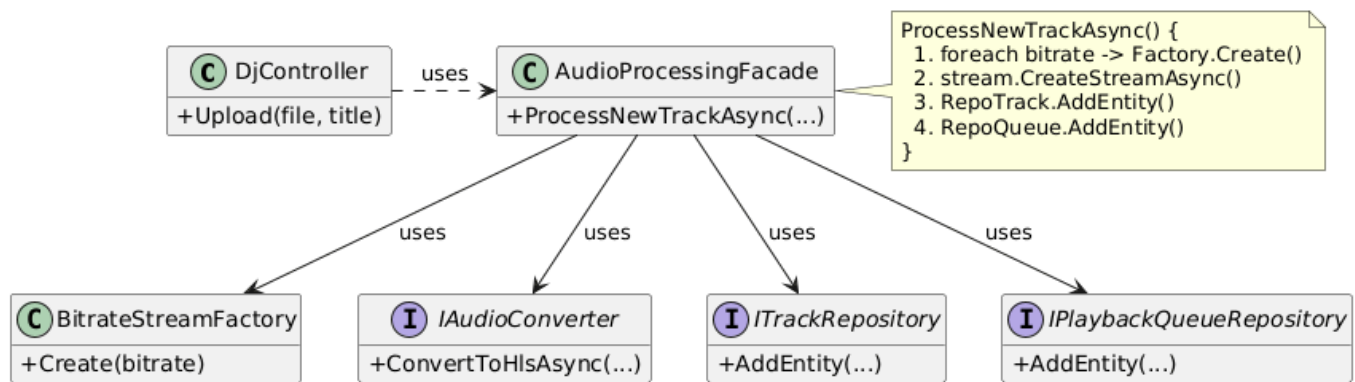 ProcessNewTrackAsync() {
1. foreach bitrate -> Factory.Create()
2. stream.CreateStreamAsync()
3. RepoTrack.AddEntity()
4. RepoQueue.AddEntity()
}
C DjController
+Upload(file, title)
uses
C AudioProcessingFacade
+ProcessNewTrackAsync(...)
uses
uses
uses
uses
C BitrateStreamFactory
+Create(bitrate)
I IAudioConverter
+ConvertToHlsAsync(...)
I ITrackRepository
+AddEntity(...)
I IPlaybackQueueRepository
+AddEntity(...)